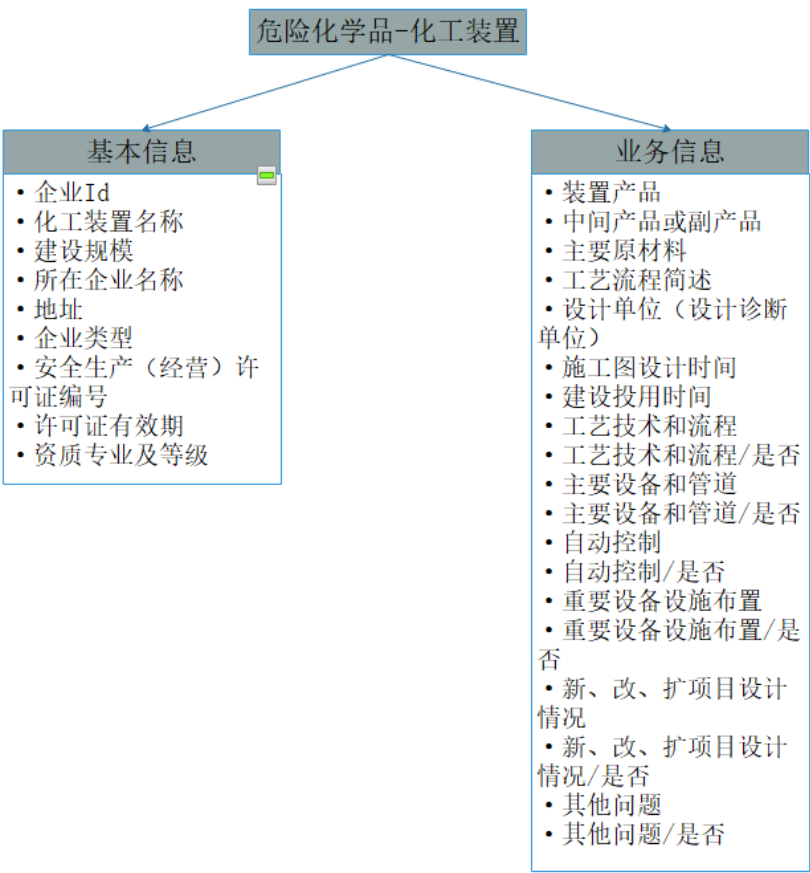 危险化学品-化工装置
基本信息
•企业Id
•化工装置名称
•建设规模
•所在企业名称
•地址
•企业类型
•安全生产（经营）许
可证编号
•许可证有效期
•资质专业及等级
业务信息
•装置产品
•中间产品或副产品
•主要原材料
•工艺流程简述
•设计单位（设计诊断
单位）
•施工图设计时间
•建设投用时间
•工艺技术和流程
•工艺技术和流程/是否
•主要设备和管道
•主要设备和管道/是否
•自动控制
•自动控制/是否
•重要设备设施布置
•重要设备设施布置/是
否
•新、改、扩项目设计
情况
•新、改、扩项目设计
情况/是否
•其他问题
•其他问题/是否